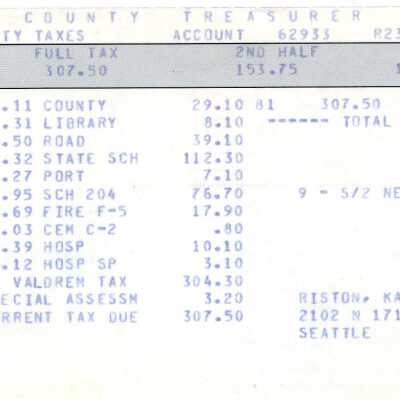 COUNTY TREASURER
TY TAXES ACCOUNT 62933 R23
FULL TAX 2ND HALF
307.50 153.75 1
.11 COUNTY 29.10 81 307.50
.31 LIBRARY 8.10 ------ TOTAL
.50 ROAD 39.10
.32 STATE SCH 112.30
.27 PORT 7.10
.95 SCH 204 76.70 9 - 5/2 NE
.69 FIRE F-5 17.90
.03 CEM C-2 .80
.39 HOSP 10.10
.12 HOSP SP 3.10
VALOREM TAX 304.30
ECIAL ASSESSM 3.20 RISTON, KA
RRENT TAX DUE 307.50 2102 N 171
SEATTLE